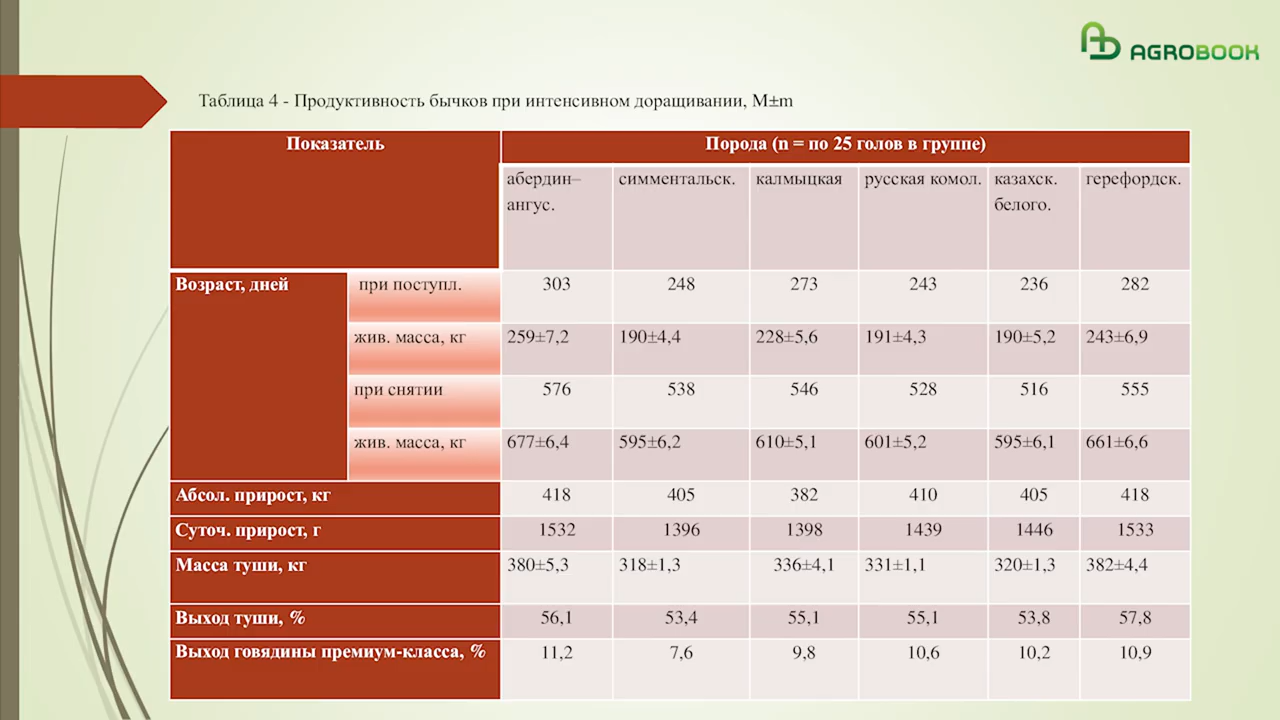 AGROBOOK
Таблица 4 - Продуктивность бычков при интенсивном доращивании, М±m
Показатель Порода (n = по 25 голов в группе)
абердин– симментальск. калмыцкая русская комол. казахск. герефордск.
ангус. белого.
Возраст, дней при поступл. 303 248 273 243 236 282
жив. масса, кг 259±7,2 190±4,4 228±5,6 191±4,3 190±5,2 243±6,9
при снятии 576 538 546 528 516 555
жив. масса, кг 677±6,4 595±6,2 610±5,1 601±5,2 595±6,1 661±6,6
Абсол. прирост, кг 418 405 382 410 405 418
Суточ. прирост, г 1532 1396 1398 1439 1446 1533
Масса туши, кг 380±5,3 318±1,3 336±4,1 331±1,1 320±1,3 382±4,4
Выход туши, % 56,1 53,4 55,1 55,1 53,8 57,8
Выход говядины премиум-класса, % 11,2 7,6 9,8 10,6 10,2 10,9